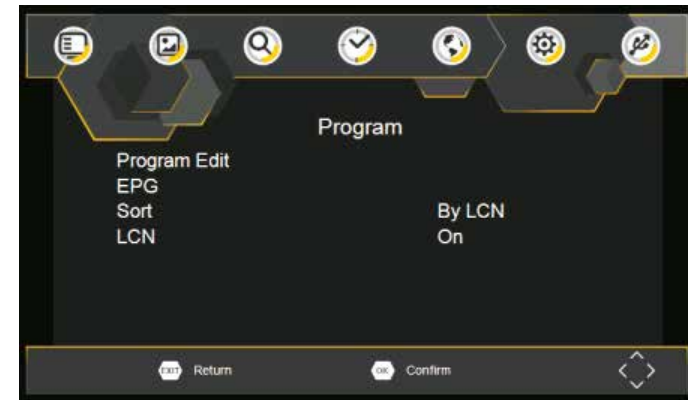 Program
Program Edit
EPG
Sort By LCN
LCN On
EXIT Return OK Confirm